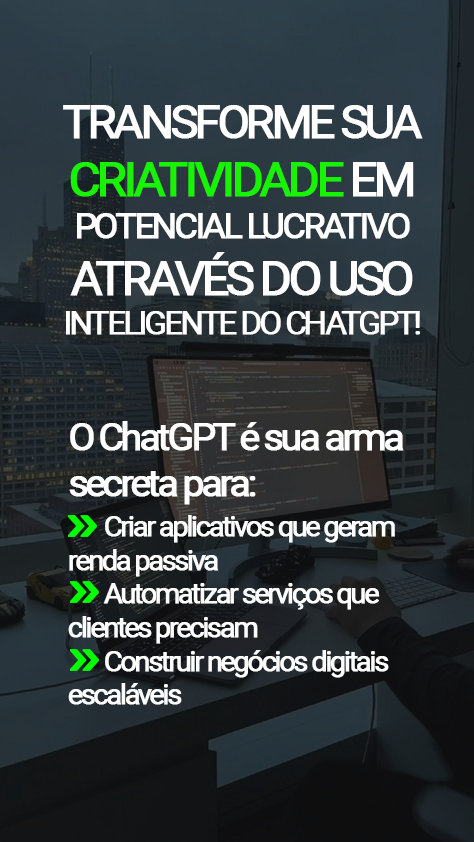 TRANSFORME SUA
CRIATIVIDADE EM
POTENCIAL LUCRATIVO
ATRAVÉS DO USO
INTELIGENTE DO CHATGPT!
O ChatGPT é sua arma
secreta para:
Criar aplicativos que geram
renda passiva
Automatizar serviços que
clientes precisam
Construir negócios digitais
escaláveis